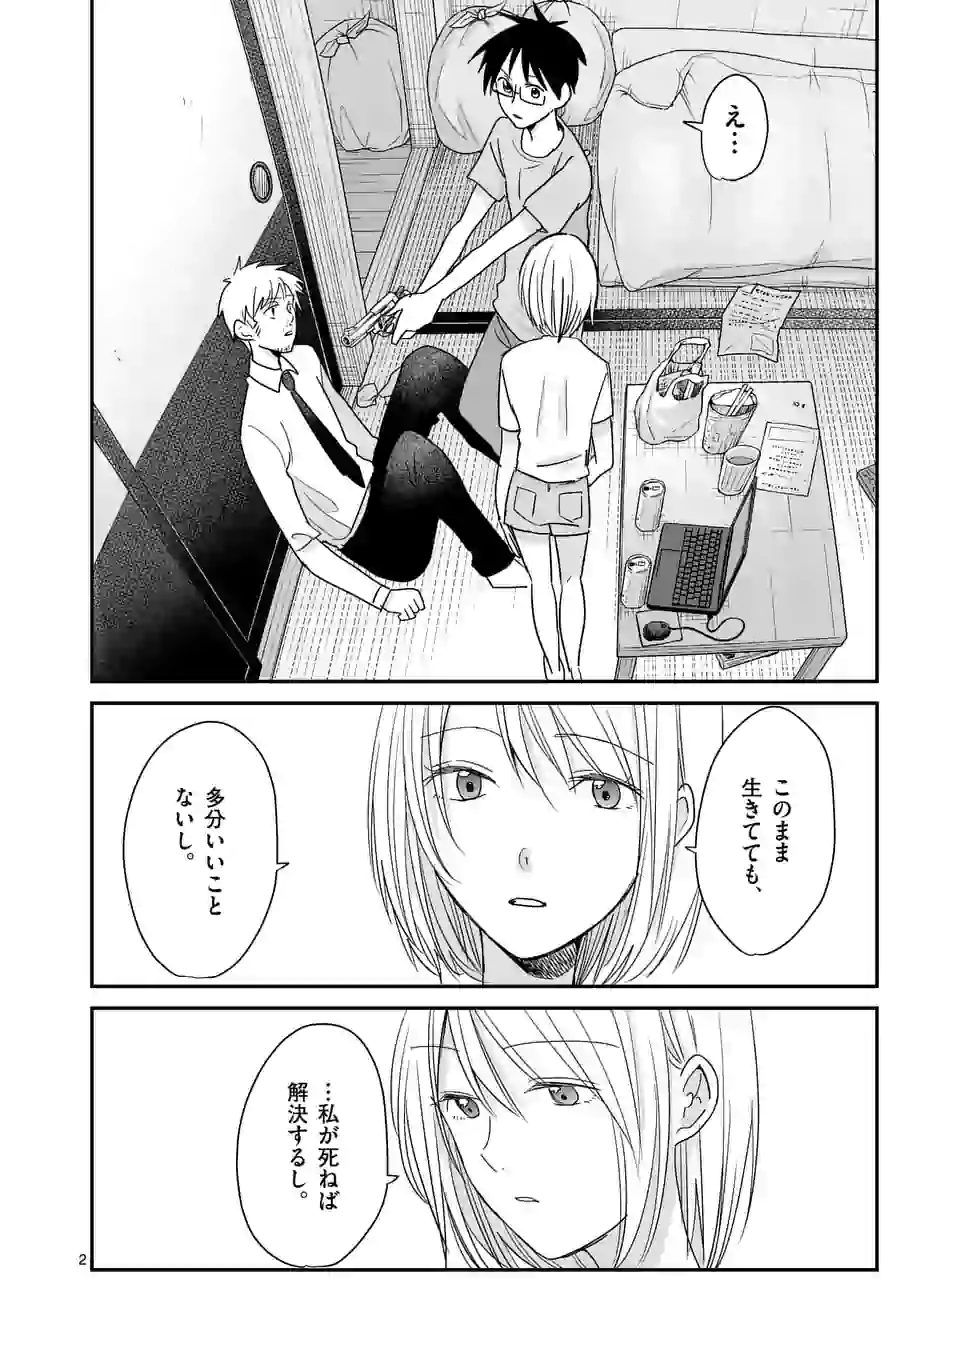 え…
このまま
生きてても、
多分いいこと
ないし。
…私が死ねば
解決するし。
2